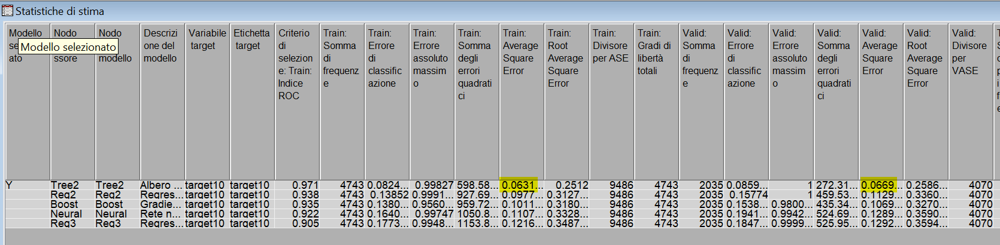 Statistiche di stima
Modello
se
ato
Modello selezionato
Nodo
ssore
Nodo
modello
Descrizi
one del
modello
Variabile
target
Etichetta
target
Criterio
di
selezion
e: Train:
Indice
ROC
Train:
Somma
di
frequenz
e
Train:
Errore
di
classific
azione
Train:
Errore
assoluto
massim
o
Train:
Somma
degli
errori
quadrati
ci
Train:
Average
Square
Error
Train:
Root
Average
Square
Error
Train:
Divisore
per ASE
Train:
Gradi di
libertà
totali
Valid:
Somma
di
frequenz
e
Valid:
Errore
di
classific
azione
Valid:
Errore
assoluto
massim
o
Valid:
Somma
degli
errori
quadrati
ci
Valid:
Average
Square
Error
Valid:
Root
Average
Square
Error
Valid:
Divisore
per
VASE
Y Tree2 Tree2 Albero ... target10 target10 0.971 4743 0.0824... 0.99827 598.58... 0.0631... 0.2512 9486 4743 2035 0.0859... 1 272.31... 0.0669... 0.2586... 4070
Reg2 Reg2 Regres... target10 target10 0.938 4743 0.13852 0.9991... 927.69... 0.0977... 0.3127... 9486 4743 2035 0.15774 1 459.53... 0.1129... 0.3360... 4070
Boost Boost Gradie... target10 target10 0.935 4743 0.1380... 0.9560... 959.72... 0.1011... 0.3180... 9486 4743 2035 0.1538... 0.9800... 435.34... 0.1069... 0.3270... 4070
Neural Neural Rete n... target10 target10 0.922 4743 0.1640... 0.99747 1050.8... 0.1107... 0.3328... 9486 4743 2035 0.1941... 0.9942... 524.69... 0.1289... 0.3590... 4070
Reg3 Reg3 Regres... target10 target10 0.905 4743 0.1773... 0.9948... 1153.8... 0.1216... 0.3487... 9486 4743 2035 0.1847... 0.9999... 525.95... 0.1292... 0.3594... 4070